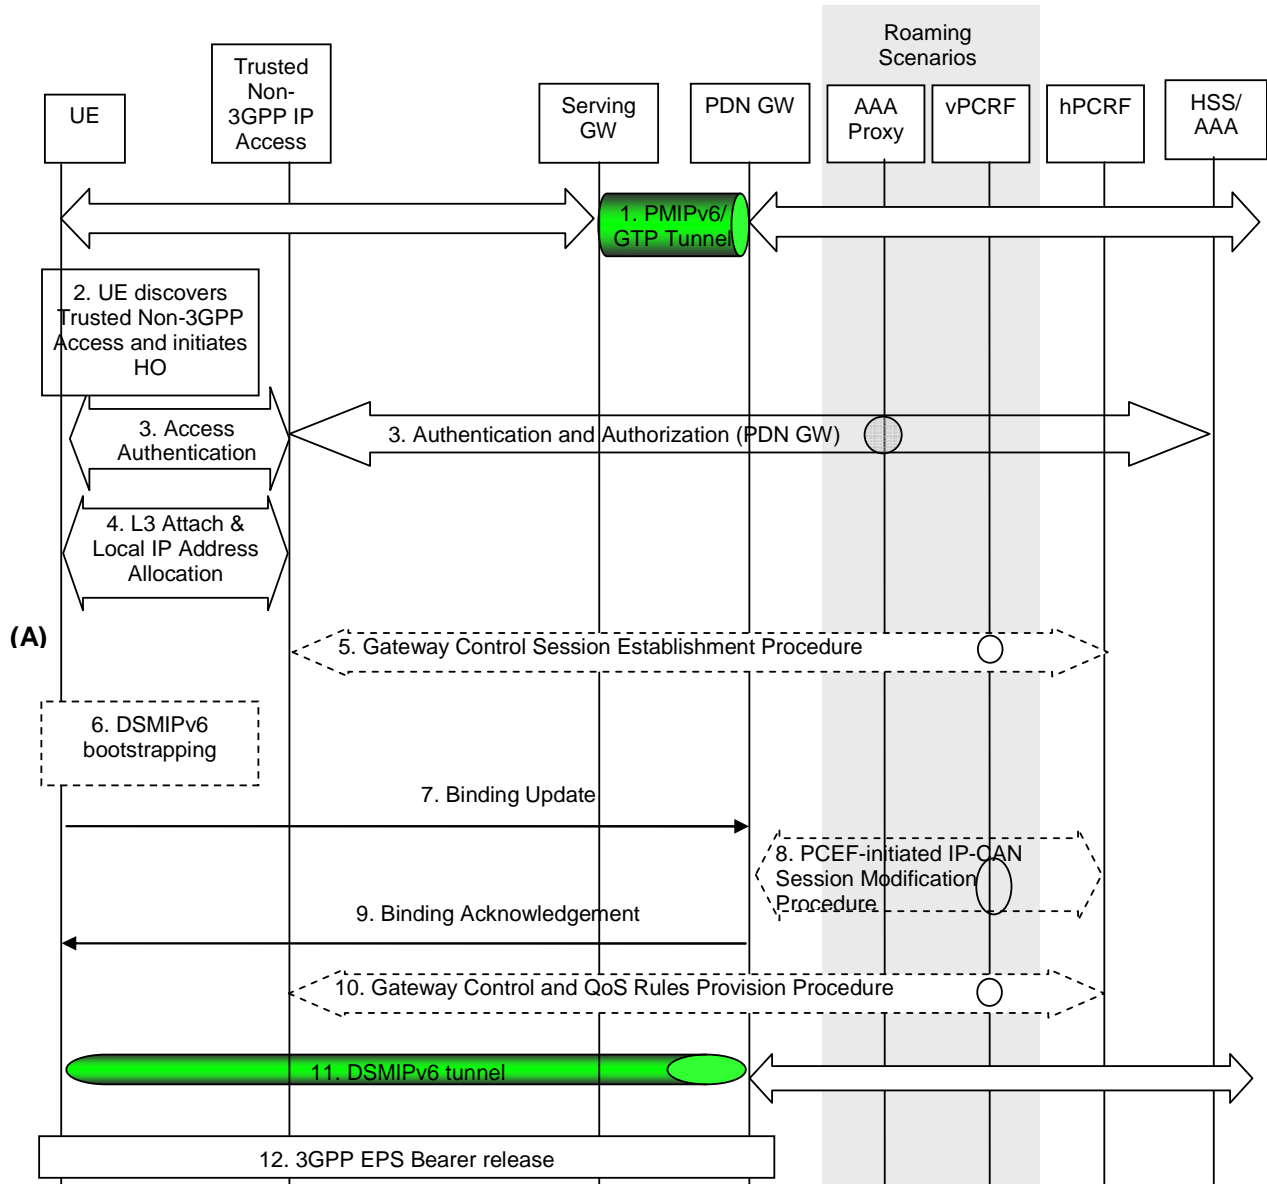 Roaming
Scenarios
UE
Trusted
Non-
3GPP IP
Access
Serving
GW
PDN GW
AAA
Proxy
vPCRF
hPCRF
HSS/
AAA
1. PMIPv6/
GTP Tunnel
2. UE discovers
Trusted Non-3GPP
Access and initiates
HO
3. Access
Authentication
3. Authentication and Authorization (PDN GW)
4. L3 Attach &
Local IP Address
Allocation
(A)
5. Gateway Control Session Establishment Procedure
6. DSMIPv6
bootstrapping
7. Binding Update
8. PCEF-initiated IP-CAN
Session Modification
Procedure
9. Binding Acknowledgement
10. Gateway Control and QoS Rules Provision Procedure
11. DSMIPv6 tunnel
12. 3GPP EPS Bearer release